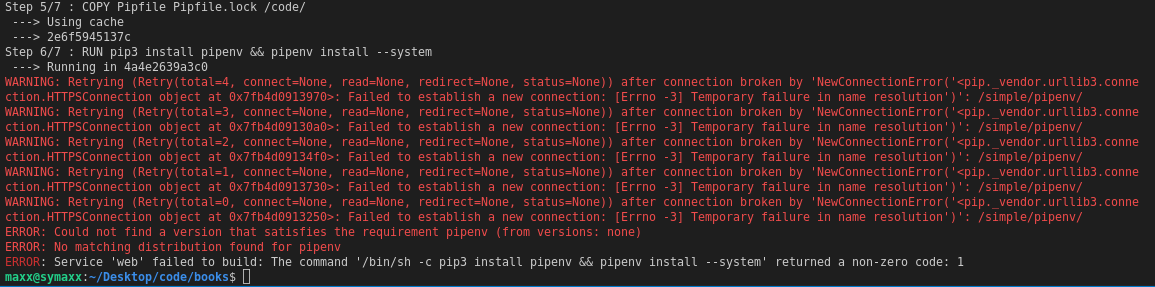 Step 5/7 : COPY Pipfile Pipfile.lock /code/
 ---> Using cache
 ---> 2e6f5945137c
Step 6/7 : RUN pip3 install pipenv && pipenv install --system
 ---> Running in 4a4e2639a3c0
WARNING: Retrying (Retry(total=4, connect=None, read=None, redirect=None, status=None)) after connection broken by 'NewConnectionError('<pip._vendor.urllib3.conne
ction.HTTPSConnection object at 0x7fb4d0913970>: Failed to establish a new connection: [Errno -3] Temporary failure in name resolution')': /simple/pipenv/
WARNING: Retrying (Retry(total=3, connect=None, read=None, redirect=None, status=None)) after connection broken by 'NewConnectionError('<pip._vendor.urllib3.conne
ction.HTTPSConnection object at 0x7fb4d09130a0>: Failed to establish a new connection: [Errno -3] Temporary failure in name resolution')': /simple/pipenv/
WARNING: Retrying (Retry(total=2, connect=None, read=None, redirect=None, status=None)) after connection broken by 'NewConnectionError('<pip._vendor.urllib3.conne
ction.HTTPSConnection object at 0x7fb4d09134f0>: Failed to establish a new connection: [Errno -3] Temporary failure in name resolution')': /simple/pipenv/
WARNING: Retrying (Retry(total=1, connect=None, read=None, redirect=None, status=None)) after connection broken by 'NewConnectionError('<pip._vendor.urllib3.conne
ction.HTTPSConnection object at 0x7fb4d0913730>: Failed to establish a new connection: [Errno -3] Temporary failure in name resolution')': /simple/pipenv/
WARNING: Retrying (Retry(total=0, connect=None, read=None, redirect=None, status=None)) after connection broken by 'NewConnectionError('<pip._vendor.urllib3.conne
ction.HTTPSConnection object at 0x7fb4d0913250>: Failed to establish a new connection: [Errno -3] Temporary failure in name resolution')': /simple/pipenv/
ERROR: Could not find a version that satisfies the requirement pipenv (from versions: none)
ERROR: No matching distribution found for pipenv
ERROR: Service 'web' failed to build: The command '/bin/sh -c pip3 install pipenv && pipenv install --system' returned a non-zero code: 1
maxx@symaxx:~/Desktop/code/books$